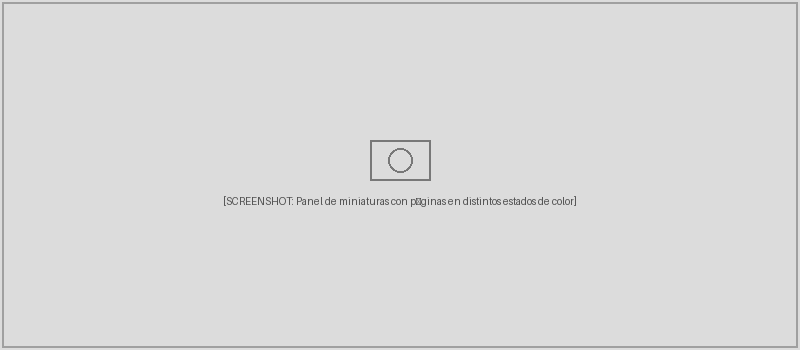 [SCREENSHOT: Panel de miniaturas con p▯ginas en distintos estados de color]